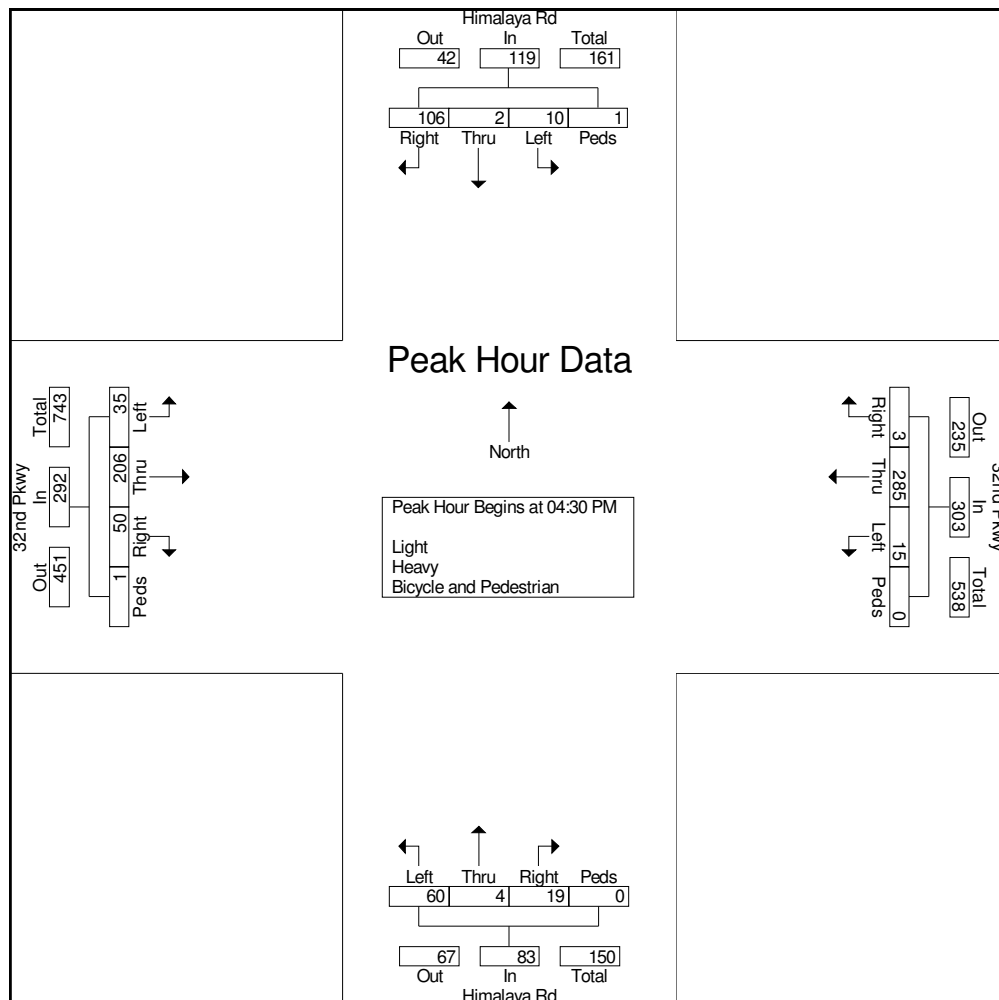 Himalaya Rd
Out In Total
42 119 161
106 2 10 1
Right Thru Left Peds
Peak Hour Data
North
Peak Hour Begins at 04:30 PM
Light
Heavy
Bicycle and Pedestrian
32nd Pkwy
Out In Total
451 292 743
35 206 50 1
Left Thru Right Peds
32nd Pkwy
Out In Total
235 303 538
3 285 15 0
Right Thru Left Peds
Left Thru Right Peds
60 4 19 0
67 83 150
Out In Total
Himalaya Rd